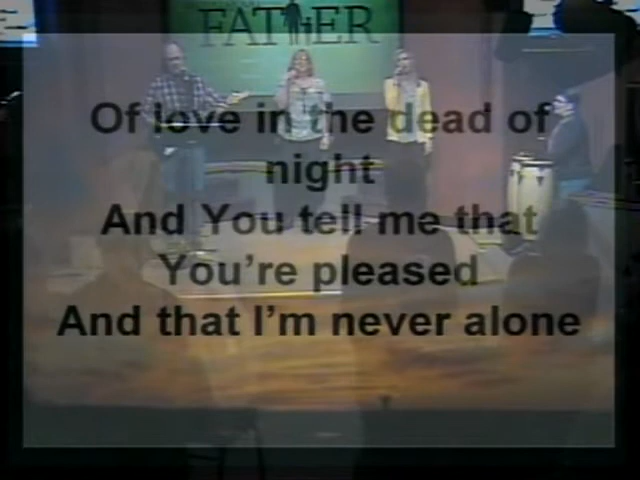 FATHER
Of love in the dead of
night
And You tell me that
You're pleased
And that I'm never alone